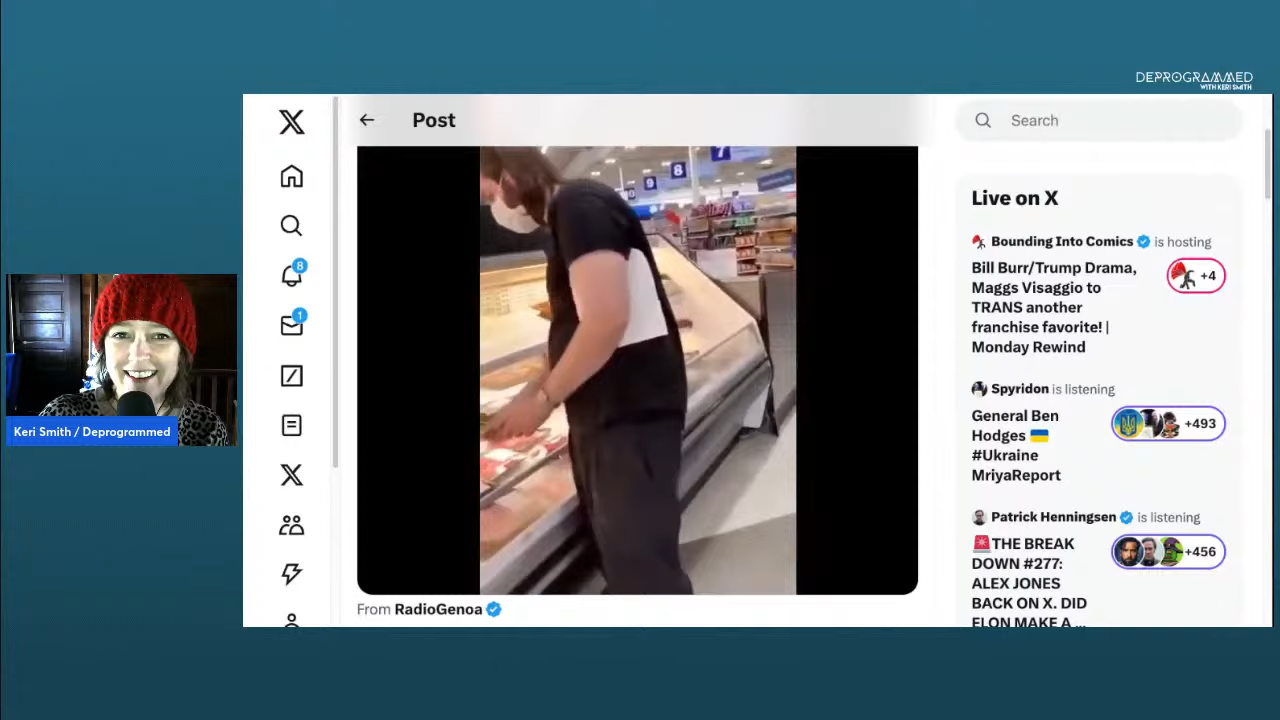 DEPROGRAMMED
WITH KERI SMITH
Post
Search
7
8
9
Live on X
Bounding Into Comics is hosting
Bill Burr/Trump Drama,
Maggs Visaggio to
TRANS another
franchise favorite! |
Monday Rewind
+4
8
1
Spyridon is listening
General Ben
Hodges 🇺🇦
#Ukraine
MriyaReport
+493
Patrick Henningsen is listening
🚨THE BREAK
DOWN #277:
ALEX JONES
BACK ON X. DID
ELON MAKE A ...
+456
Keri Smith / Deprogrammed
From RadioGenoa